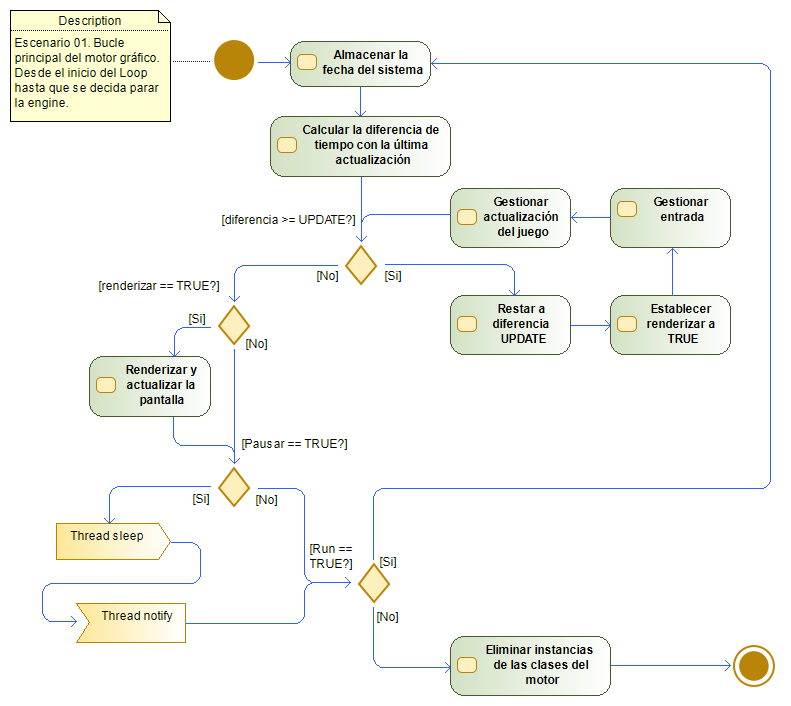 Description
Escenario 01. Bucle
principal del motor gráfico.
Desde el inicio del Loop
hasta que se decida parar
la engine.
Almacenar la
fecha del sistema
Calcular la diferencia de
tiempo con la última
actualización
[diferencia >= UPDATE?]
Gestionar
actualización
del juego
Gestionar
entrada
[No]
[Si]
[renderizar == TRUE?]
Restar a
diferencia
UPDATE
Establecer
renderizar a
TRUE
[Si]
[No]
Renderizar y
actualizar la
pantalla
[Pausar == TRUE?]
[Si]
[No]
Thread sleep
[Run ==
TRUE?]
[Si]
Thread notify
[No]
Eliminar instancias
de las clases del
motor